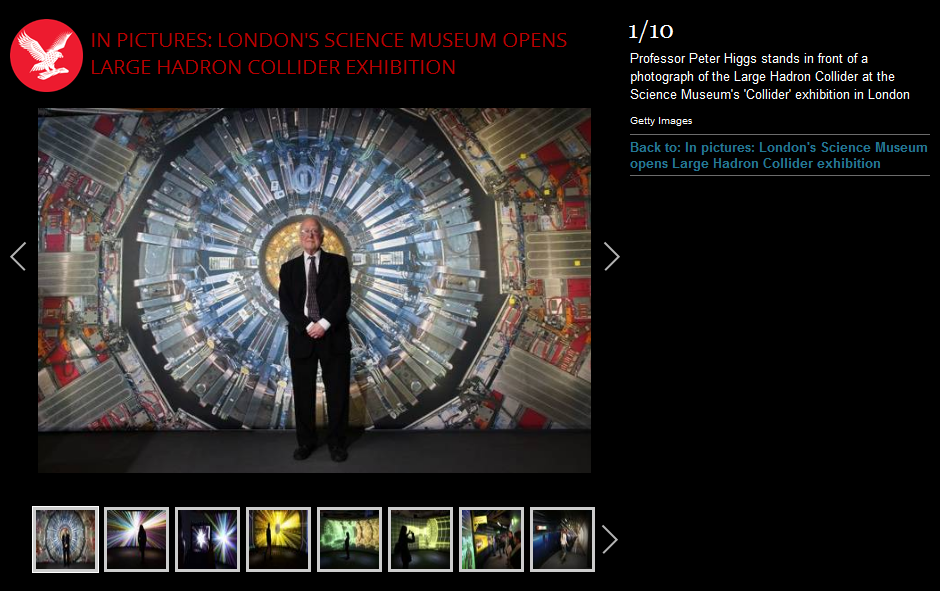 IN PICTURES: LONDON'S SCIENCE MUSEUM OPENS
LARGE HADRON COLLIDER EXHIBITION
1/10
Professor Peter Higgs stands in front of a
photograph of the Large Hadron Collider at the
Science Museum's 'Collider' exhibition in London
Getty Images
Back to: In pictures: London's Science Museum
opens Large Hadron Collider exhibition